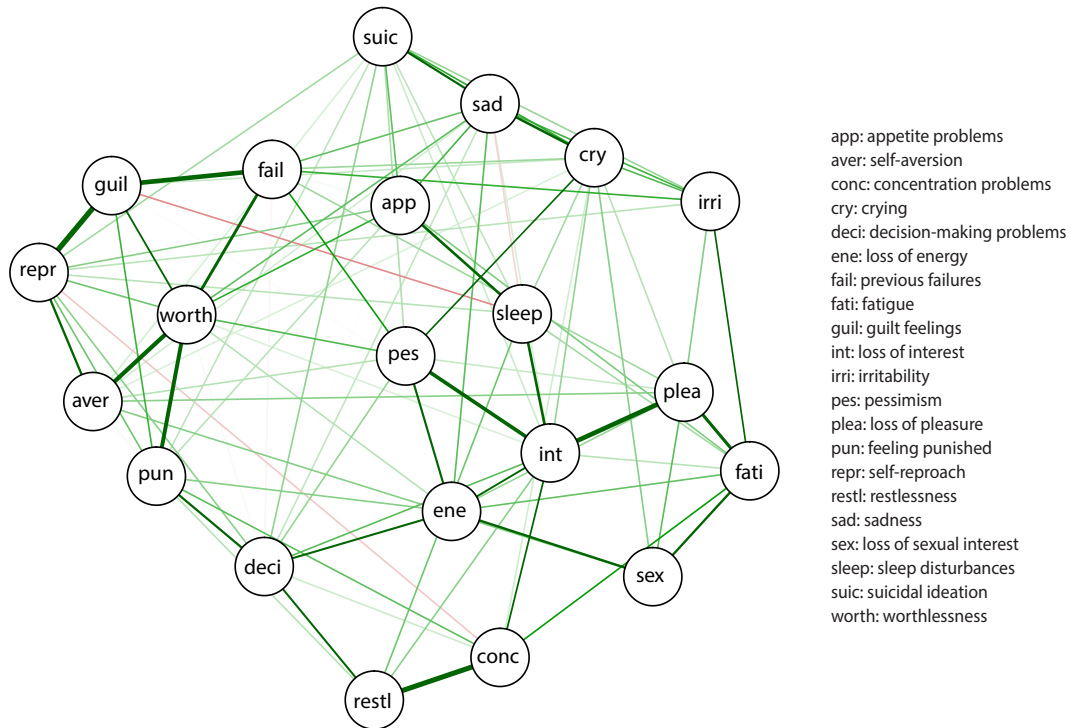 suic
sad
cry
fail
guil
app
irri
repr
worth
sleep
pes
plea
aver
int
pun
fati
ene
deci
sex
conc
restl
app: appetite problems
aver: self-aversion
conc: concentration problems
cry: crying
deci: decision-making problems
ene: loss of energy
fail: previous failures
fati: fatigue
guil: guilt feelings
int: loss of interest
irri: irritability
pes: pessimism
plea: loss of pleasure
pun: feeling punished
repr: self-reproach
restl: restlessness
sad: sadness
sex: loss of sexual interest
sleep: sleep disturbances
suic: suicidal ideation
worth: worthlessness